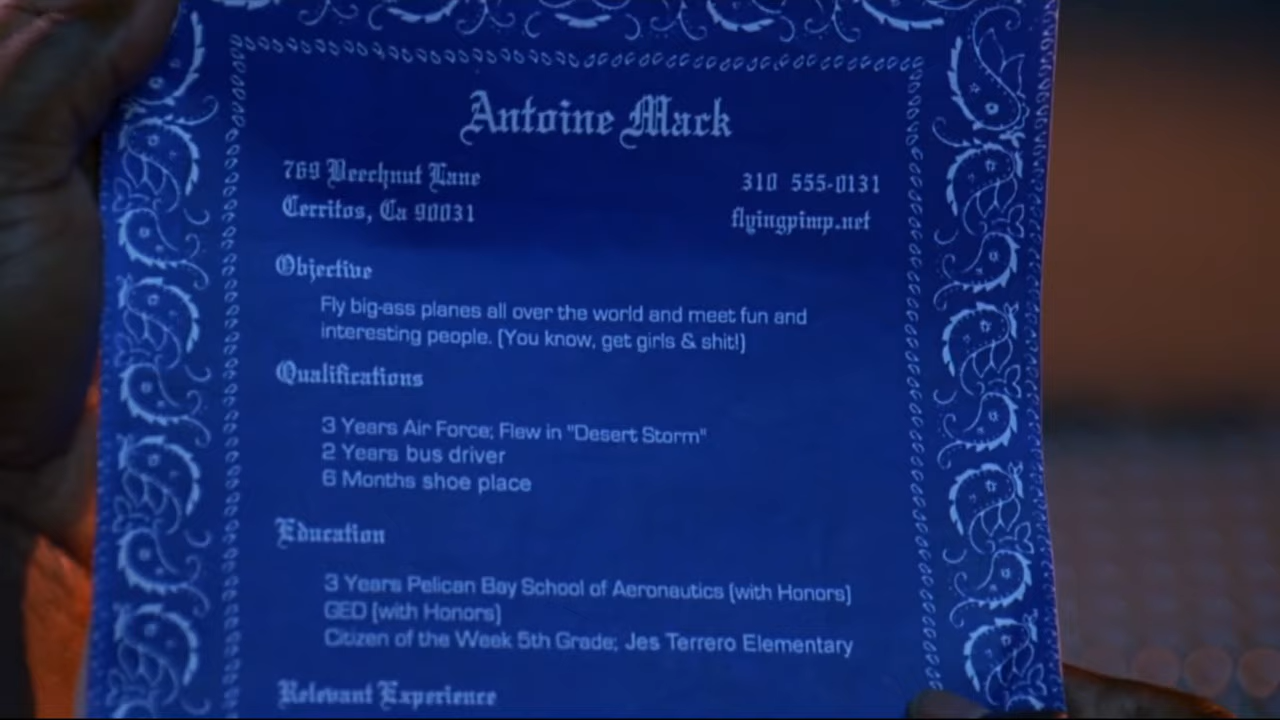 Antoine Mack
769 Beechnut Lane
310 555-0131
Cerritos, Ca 90031
flyingpimp.net
Objective
Fly big-ass planes all over the world and meet fun and
interesting people. (You know, get girls & shit!)
Qualifications
3 Years Air Force; Flew in "Desert Storm"
2 Years bus driver
6 Months shoe place
Education
3 Years Pelican Bay School of Aeronautics (with Honors)
GED (with Honors)
Citizen of the Week 5th Grade; Jes Terrero Elementary
Relevant Experience